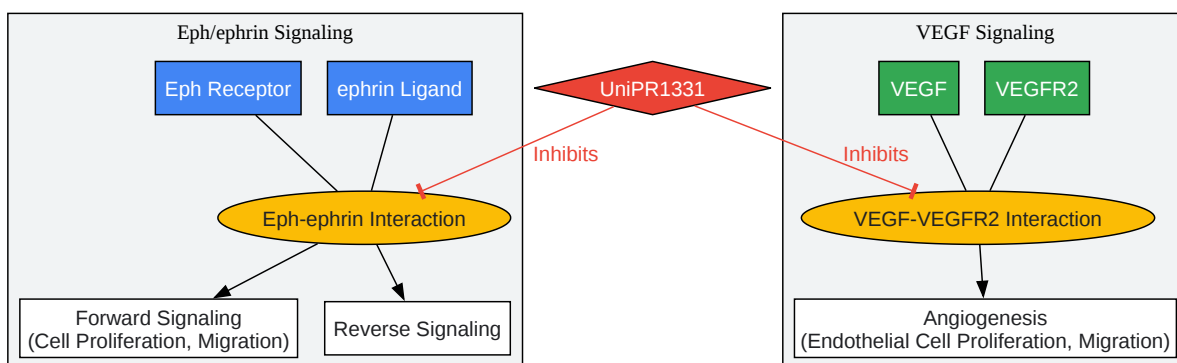 Eph/ephrin Signaling
VEGF Signaling
Eph Receptor
ephrin Ligand
UniPR1331
VEGF
VEGFR2
Inhibits
Inhibits
Eph-ephrin Interaction
VEGF-VEGFR2 Interaction
Forward Signaling
(Cell Proliferation, Migration)
Reverse Signaling
Angiogenesis
(Endothelial Cell Proliferation, Migration)